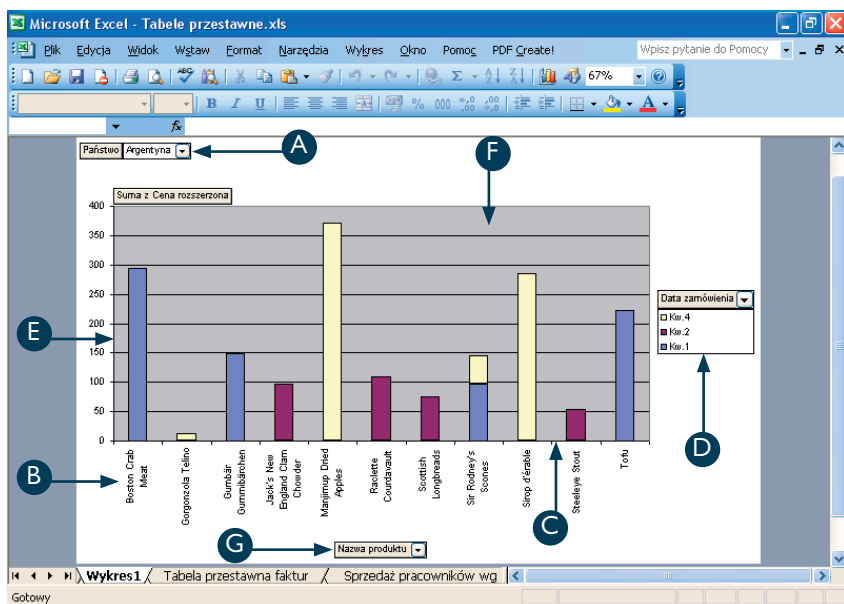 Microsoft Excel - Tabele przestawne.xls
Plik Edycja Widok Wstaw Format Narzędzia Wykres Okno Pomoc PDF Create! Wpisz pytanie do Pomocy
67%
B I U % 000
fx
Państwo Argentyna A
F
Suma z Cena rozszerzona
400
350
300
250
200
150
100
50
0
E
Data zamówienia
Kw.4
Kw.2
Kw.1
D
B
Boston Crab Meat
Gorgonzola Telino
Gumbär Gummibärchen
Jack's New England Clam Chowder
Manjimup Dried Apples
Raclette Courdavault
Scottish Longbreads
Sir Rodney's Scones
Sirop d'érable
Steeleye Stout
Tofu
C
G Nazwa produktu
Wykres1 Tabela przestawna faktur Sprzedaż pracowników wg
Gotowy